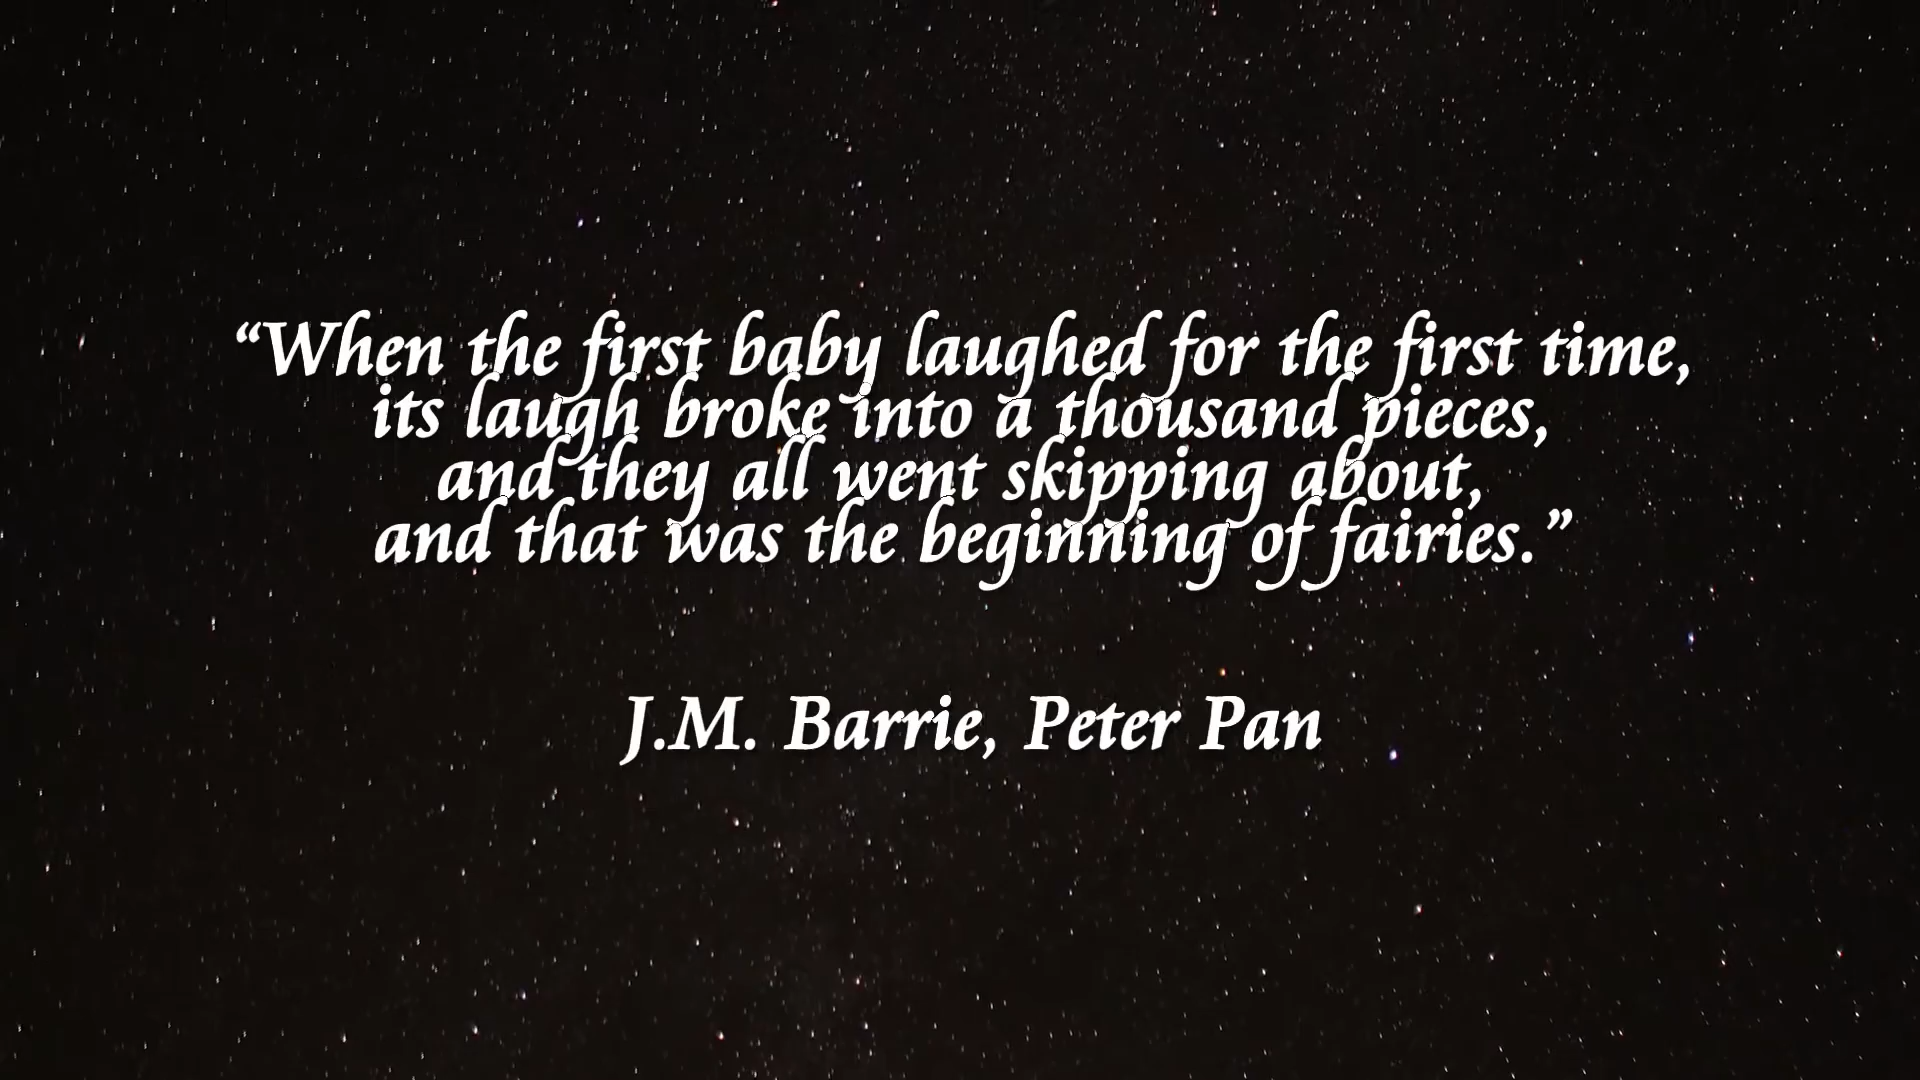 “When the first baby laughed for the first time,
its laugh broke into a thousand pieces,
and they all went skipping about,
and that was the beginning of fairies.”
J.M. Barrie, Peter Pan